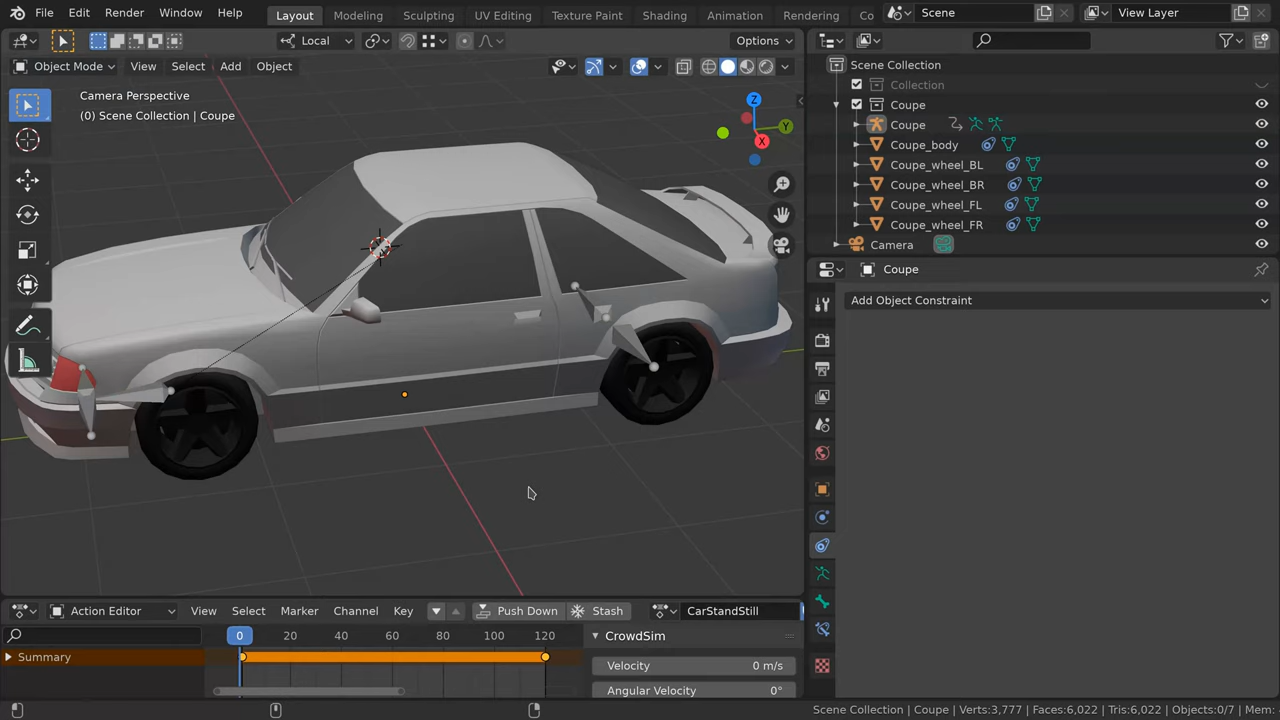 File Edit Render Window Help Layout Modeling Sculpting UV Editing Texture Paint Shading Animation Rendering Co Scene View Layer
Local Options
Object Mode View Select Add Object
Camera Perspective
(0) Scene Collection | Coupe
Z
Y
X
Scene Collection
Collection
Coupe
Coupe
Coupe_body
Coupe_wheel_BL
Coupe_wheel_BR
Coupe_wheel_FL
Coupe_wheel_FR
Camera
Coupe
Add Object Constraint
Action Editor View Select Marker Channel Key Push Down Stash CarStandStill
0 20 40 60 80 100 120
CrowdSim
Summary
Velocity 0 m/s
Angular Velocity 0°
Scene Collection | Coupe | Verts:3,777 | Faces:6,022 | Tris:6,022 | Objects:0/7 | Mem: